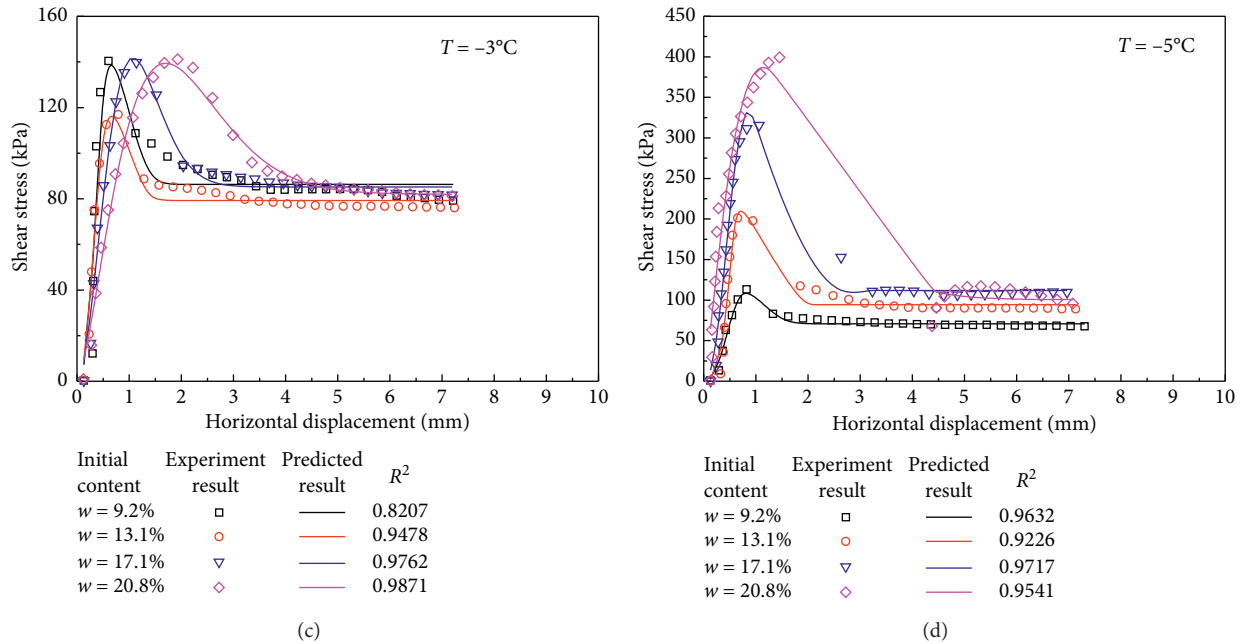 160
120
80
40
0
Shear stress (kPa)
T = –3°C
0 1 2 3 4 5 6 7 8 9 10
Horizontal displacement (mm)
Initial content Experiment result Predicted result R²
w = 9.2% 0.8207
w = 13.1% 0.9478
w = 17.1% 0.9762
w = 20.8% 0.9871
(c)
450
400
350
300
250
200
150
100
50
0
Shear stress (kPa)
T = –5°C
0 1 2 3 4 5 6 7 8 9 10
Horizontal displacement (mm)
Initial content Experiment result Predicted result R²
w = 9.2% 0.9632
w = 13.1% 0.9226
w = 17.1% 0.9717
w = 20.8% 0.9541
(d)